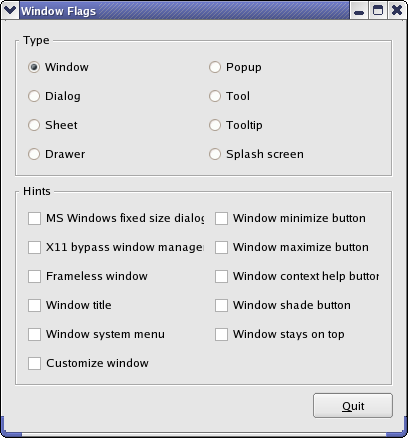 Window Flags
Type
Window
Popup
Dialog
Tool
Sheet
Tooltip
Drawer
Splash screen
Hints
MS Windows fixed size dialog
Window minimize button
X11 bypass window manage
Window maximize button
Frameless window
Window context help button
Window title
Window shade button
Window system menu
Window stays on top
Customize window
Quit